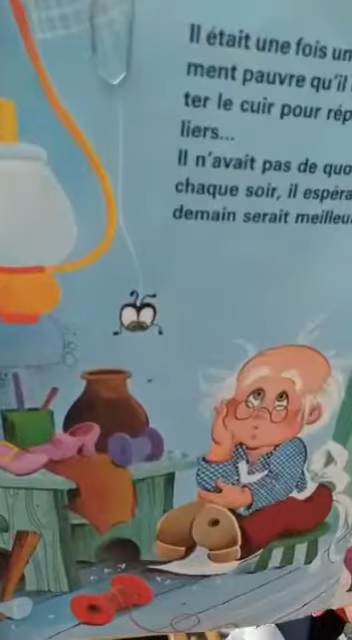 Il était une fois un
ment pauvre qu'il
ter le cuir pour rép
liers...
Il n'avait pas de quo
chaque soir, il espéra
demain serait meilleu